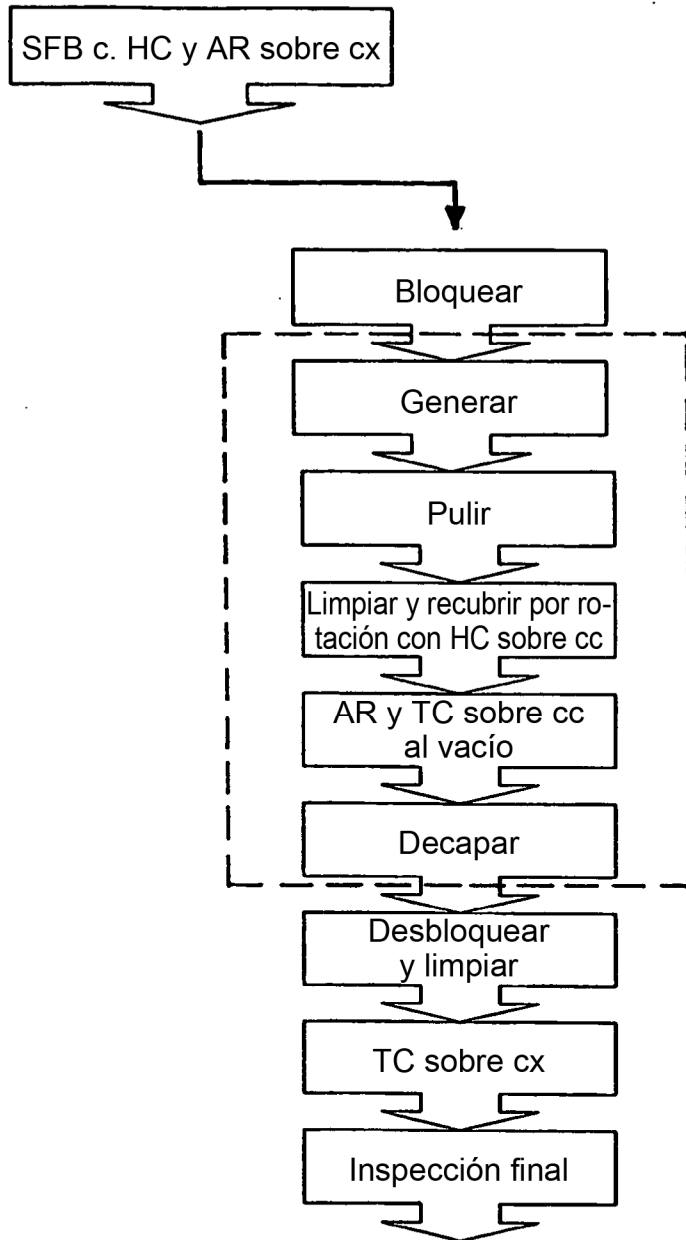 SFB c. HC y AR sobre cx
Bloquear
Generar
Pulir
Limpiar y recubrir por ro-
tación con HC sobre cc
AR y TC sobre cc
al vacío
Decapar
Desbloquear
y limpiar
TC sobre cx
Inspección final